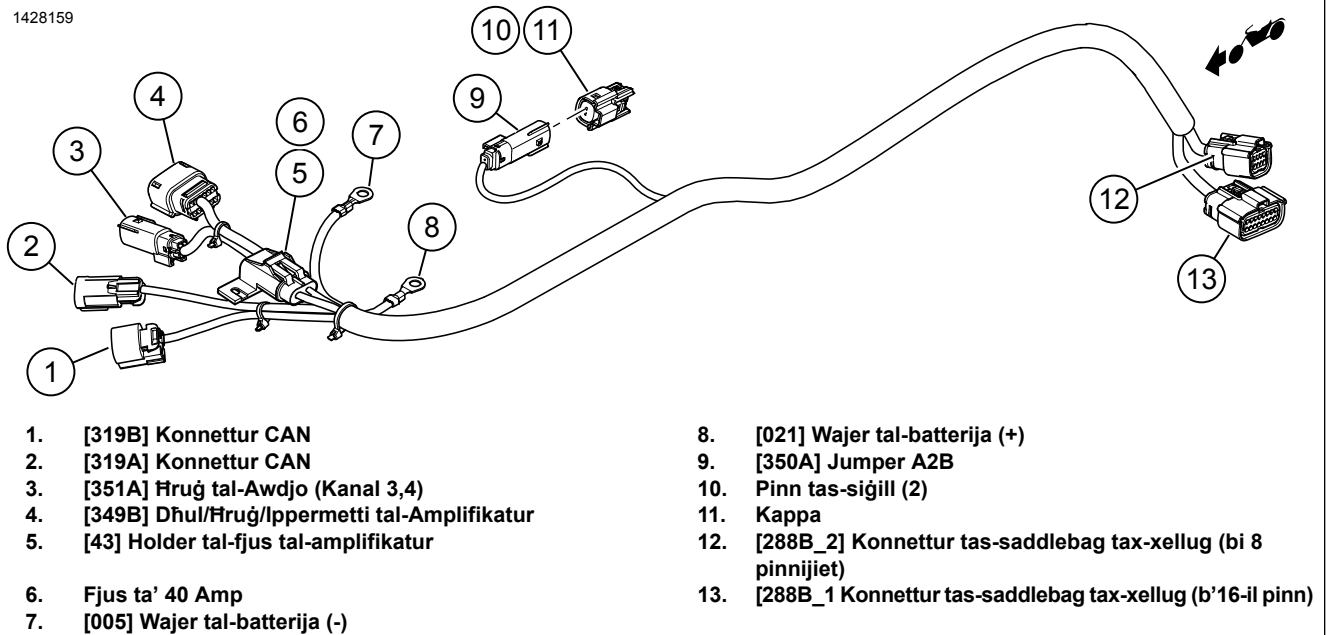 1428159
10 11
4
9
6
7
3
5
12
8
2
13
1
1. [319B] Konnettur CAN
2. [319A] Konnettur CAN
3. [351A] Ħruġ tal-Awdjo (Kanal 3,4)
4. [349B] Dħul/Ħruġ/Ippermetti tal-Amplifikatur
5. [43] Holder tal-fjus tal-amplifikatur
6. Fjus ta’ 40 Amp
7. [005] Wajer tal-batterija (-)
8. [021] Wajer tal-batterija (+)
9. [350A] Jumper A2B
10. Pinn tas-siġill (2)
11. Kappa
12. [288B_2] Konnettur tas-saddlebag tax-xellug (bi 8
pinnijiet)
13. [288B_1 Konnettur tas-saddlebag tax-xellug (b’16-il pinn)